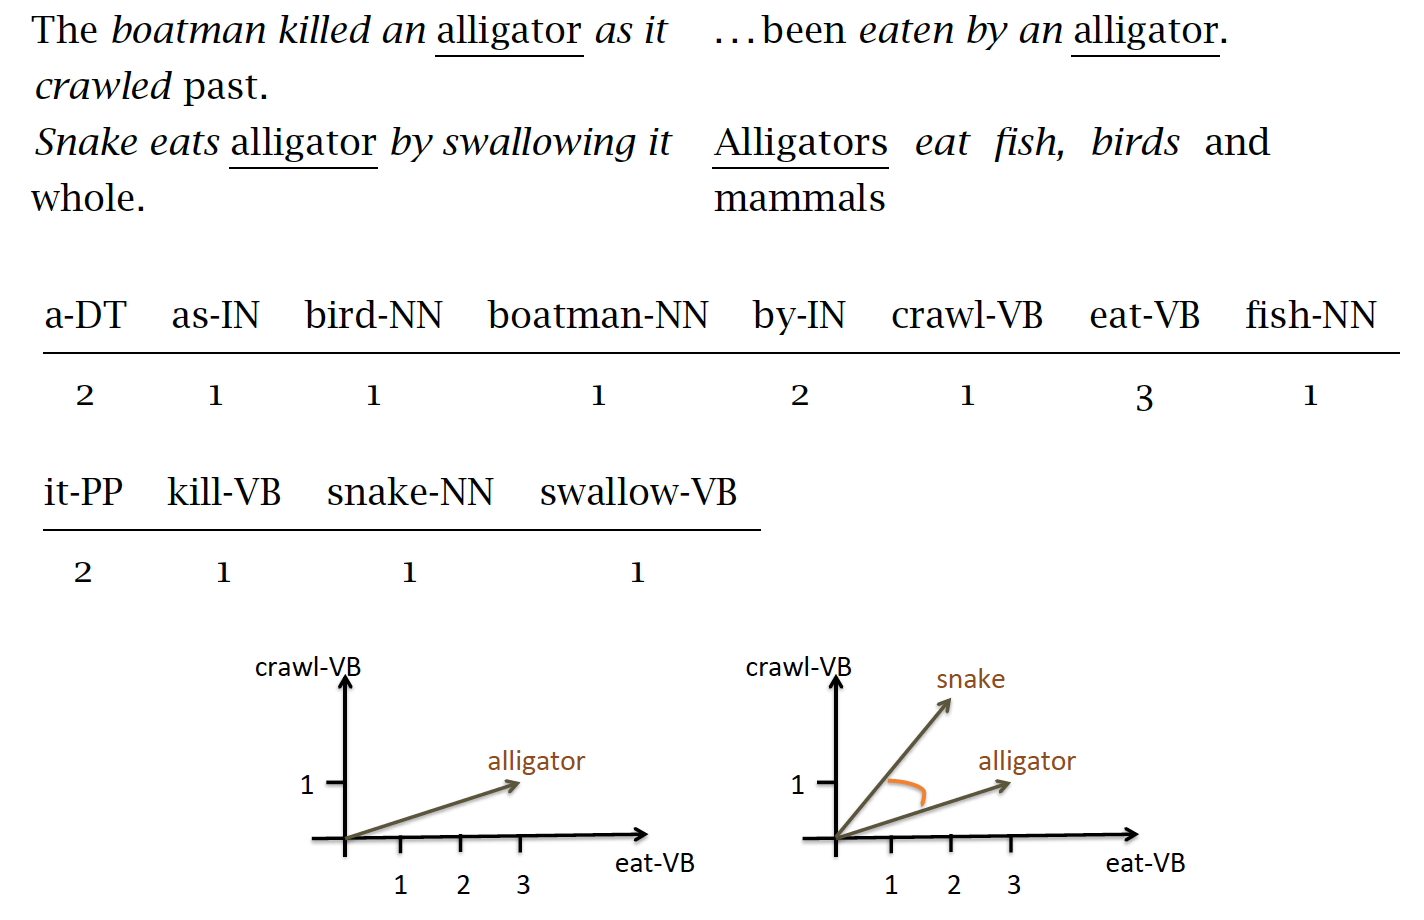 The boatman killed an alligator as it
crawled past.
...been eaten by an alligator.
Snake eats alligator by swallowing it
whole.
Alligators eat fish, birds and
mammals
a-DT as-IN bird-NN boatman-NN by-IN crawl-VB eat-VB fish-NN
2 1 1 1 2 1 3 1
it-PP kill-VB snake-NN swallow-VB
2 1 1 1
crawl-VB
alligator
1
eat-VB
1 2 3
crawl-VB
snake
alligator
1
eat-VB
1 2 3